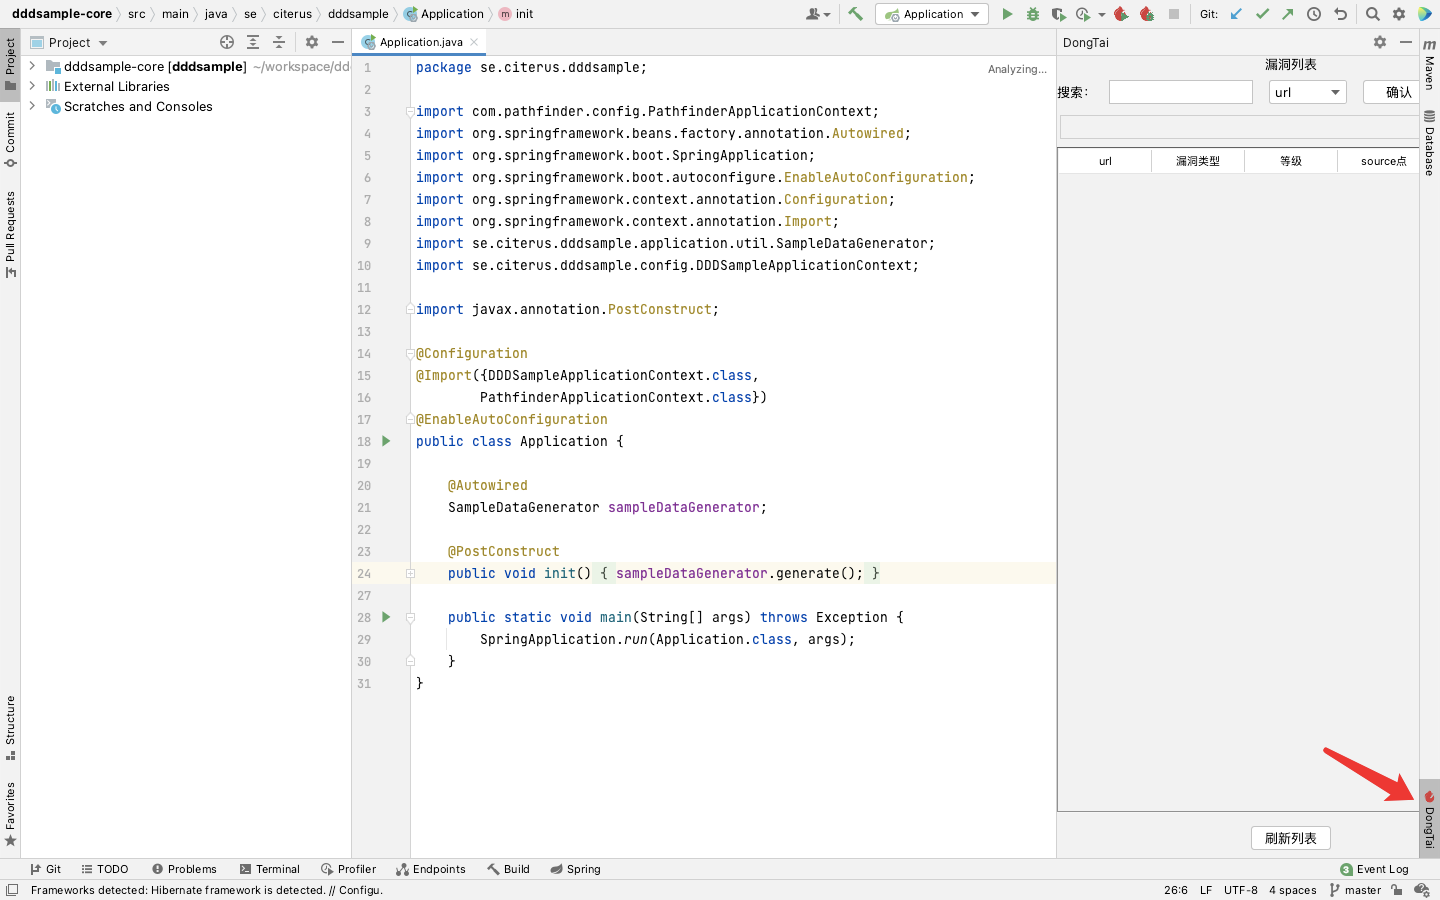 dddsample-core src main java se citerus dddsample Application init
Application
Git:
Project
Application.java
DongTai
dddsample-core [dddsample] ~/workspace/dd
External Libraries
Scratches and Consoles
Project
Commit
Pull Requests
Structure
Favorites
1 package se.citerus.dddsample;
Analyzing...
2
3 import com.pathfinder.config.PathfinderApplicationContext;
4 import org.springframework.beans.factory.annotation.Autowired;
5 import org.springframework.boot.SpringApplication;
6 import org.springframework.boot.autoconfigure.EnableAutoConfiguration;
7 import org.springframework.context.annotation.Configuration;
8 import org.springframework.context.annotation.Import;
9 import se.citerus.dddsample.application.util.SampleDataGenerator;
10 import se.citerus.dddsample.config.DDDSampleApplicationContext;
11
12 import javax.annotation.PostConstruct;
13
14 @Configuration
15 @Import({DDDSampleApplicationContext.class,
16 PathfinderApplicationContext.class})
17 @EnableAutoConfiguration
18 public class Application {
19
20 @Autowired
21 SampleDataGenerator sampleDataGenerator;
22
23 @PostConstruct
24 public void init() { sampleDataGenerator.generate(); }
27
28 public static void main(String[] args) throws Exception {
29 SpringApplication.run(Application.class, args);
30 }
31 }
漏洞列表
搜索: url 确认
url 漏洞类型 等级 source点
刷新列表
Maven
Database
DongTai
Git TODO Problems Terminal Profiler Endpoints Build Spring
3 Event Log
Frameworks detected: Hibernate framework is detected. // Configu.
26:6 LF UTF-8 4 spaces master